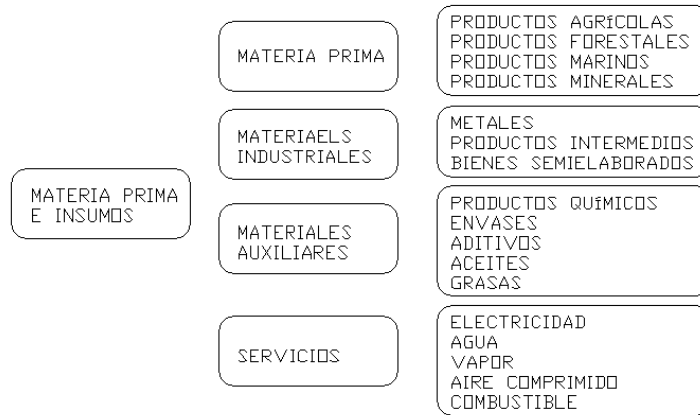 MATERIA PRIMA
E INSUMOS
MATERIA PRIMA
PRODUCTOS AGRíCOLAS
PRODUCTOS FORESTALES
PRODUCTOS MARINOS
PRODUCTOS MINERALES
MATERIAELS
INDUSTRIALES
METALES
PRODUCTOS INTERMEDIOS
BIENES SEMIELABORADOS
MATERIALES
AUXILIARES
PRODUCTOS QUíMICOS
ENVASES
ADITIVOS
ACEITES
GRASAS
SERVICIOS
ELECTRICIDAD
AGUA
VAPOR
AIRE COMPRIMIDO
COMBUSTIBLE